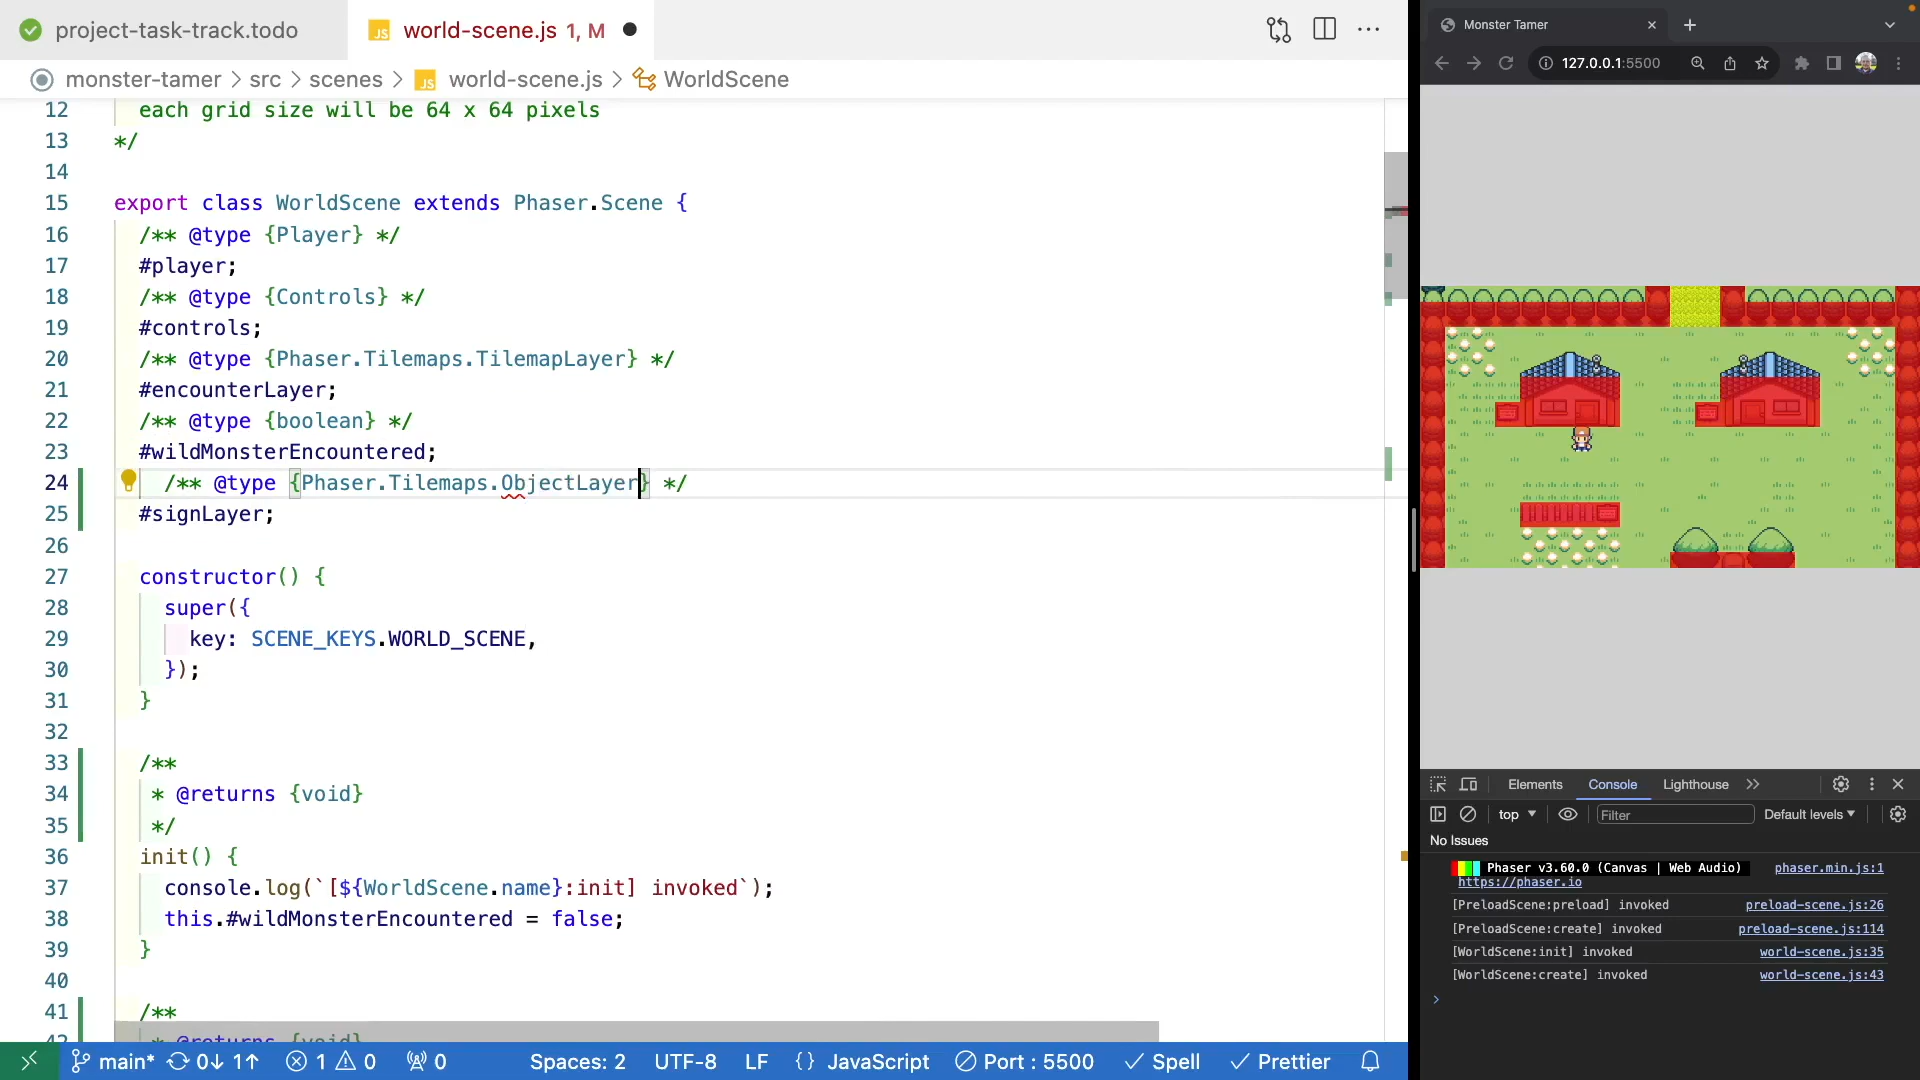 project-task-track.todo
JS world-scene.js 1, M
monster-tamer > src > scenes > JS world-scene.js > WorldScene
12 each grid size will be 64 x 64 pixels
13 */
14
15 export class WorldScene extends Phaser.Scene {
16 /** @type {Player} */
17 #player;
18 /** @type {Controls} */
19 #controls;
20 /** @type {Phaser.Tilemaps.TilemapLayer} */
21 #encounterLayer;
22 /** @type {boolean} */
23 #wildMonsterEncountered;
24 /** @type {Phaser.Tilemaps.ObjectLayer} */
25 #signLayer;
26
27 constructor() {
28 super({
29 key: SCENE_KEYS.WORLD_SCENE,
30 });
31 }
32
33 /**
34 * @returns {void}
35 */
36 init() {
37 console.log(`[${WorldScene.name}:init] invoked`);
38 this.#wildMonsterEncountered = false;
39 }
40
41 /**
42 * @returns {void}
main* 0↓ 1↑ 1 0 0 Spaces: 2 UTF-8 LF {} JavaScript Port : 5500 Spell Prettier
Monster Tamer
127.0.0.1:5500
Elements Console Lighthouse
top Filter Default levels
No Issues
Phaser v3.60.0 (Canvas | Web Audio) phaser.min.js:1
https://phaser.io
[PreloadScene:preload] invoked preload-scene.js:26
[PreloadScene:create] invoked preload-scene.js:114
[WorldScene:init] invoked world-scene.js:35
[WorldScene:create] invoked world-scene.js:43